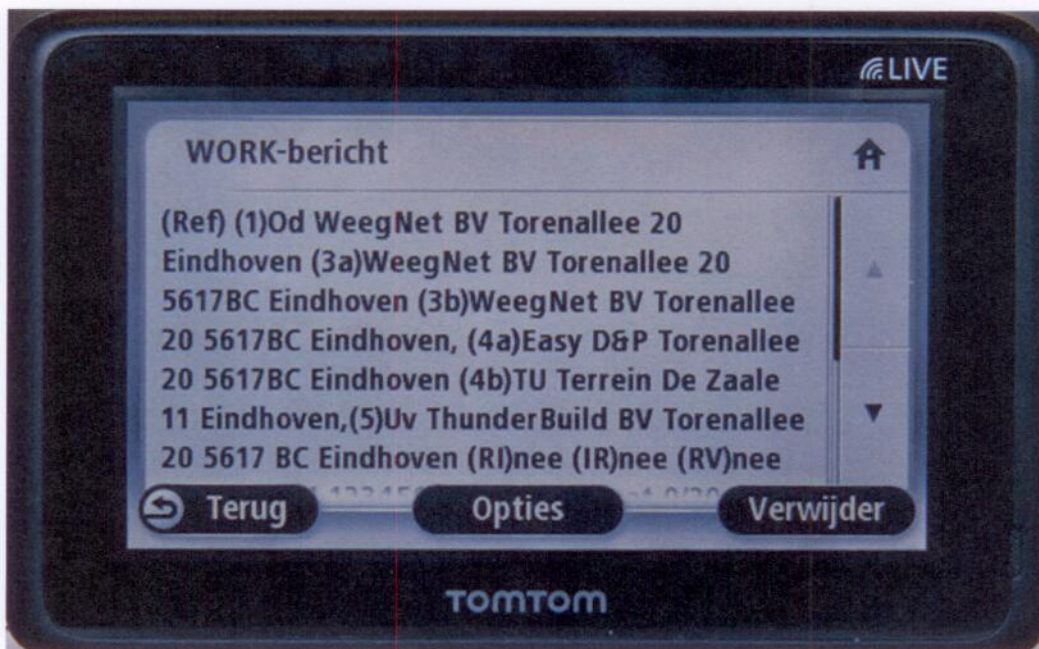 LIVE
WORK-bericht
(Ref) (1)Od WeegNet BV Torenallee 20
Eindhoven (3a)WeegNet BV Torenallee 20
5617BC Eindhoven (3b)WeegNet BV Torenallee
20 5617BC Eindhoven, (4a)Easy D&P Torenallee
20 5617BC Eindhoven (4b)TU Terrein De Zaale
11 Eindhoven,(5)Uv ThunderBuild BV Torenallee
20 5617 BC Eindhoven (RI)nee (IR)nee (RV)nee
Terug Opties Verwijder
TOMTOM